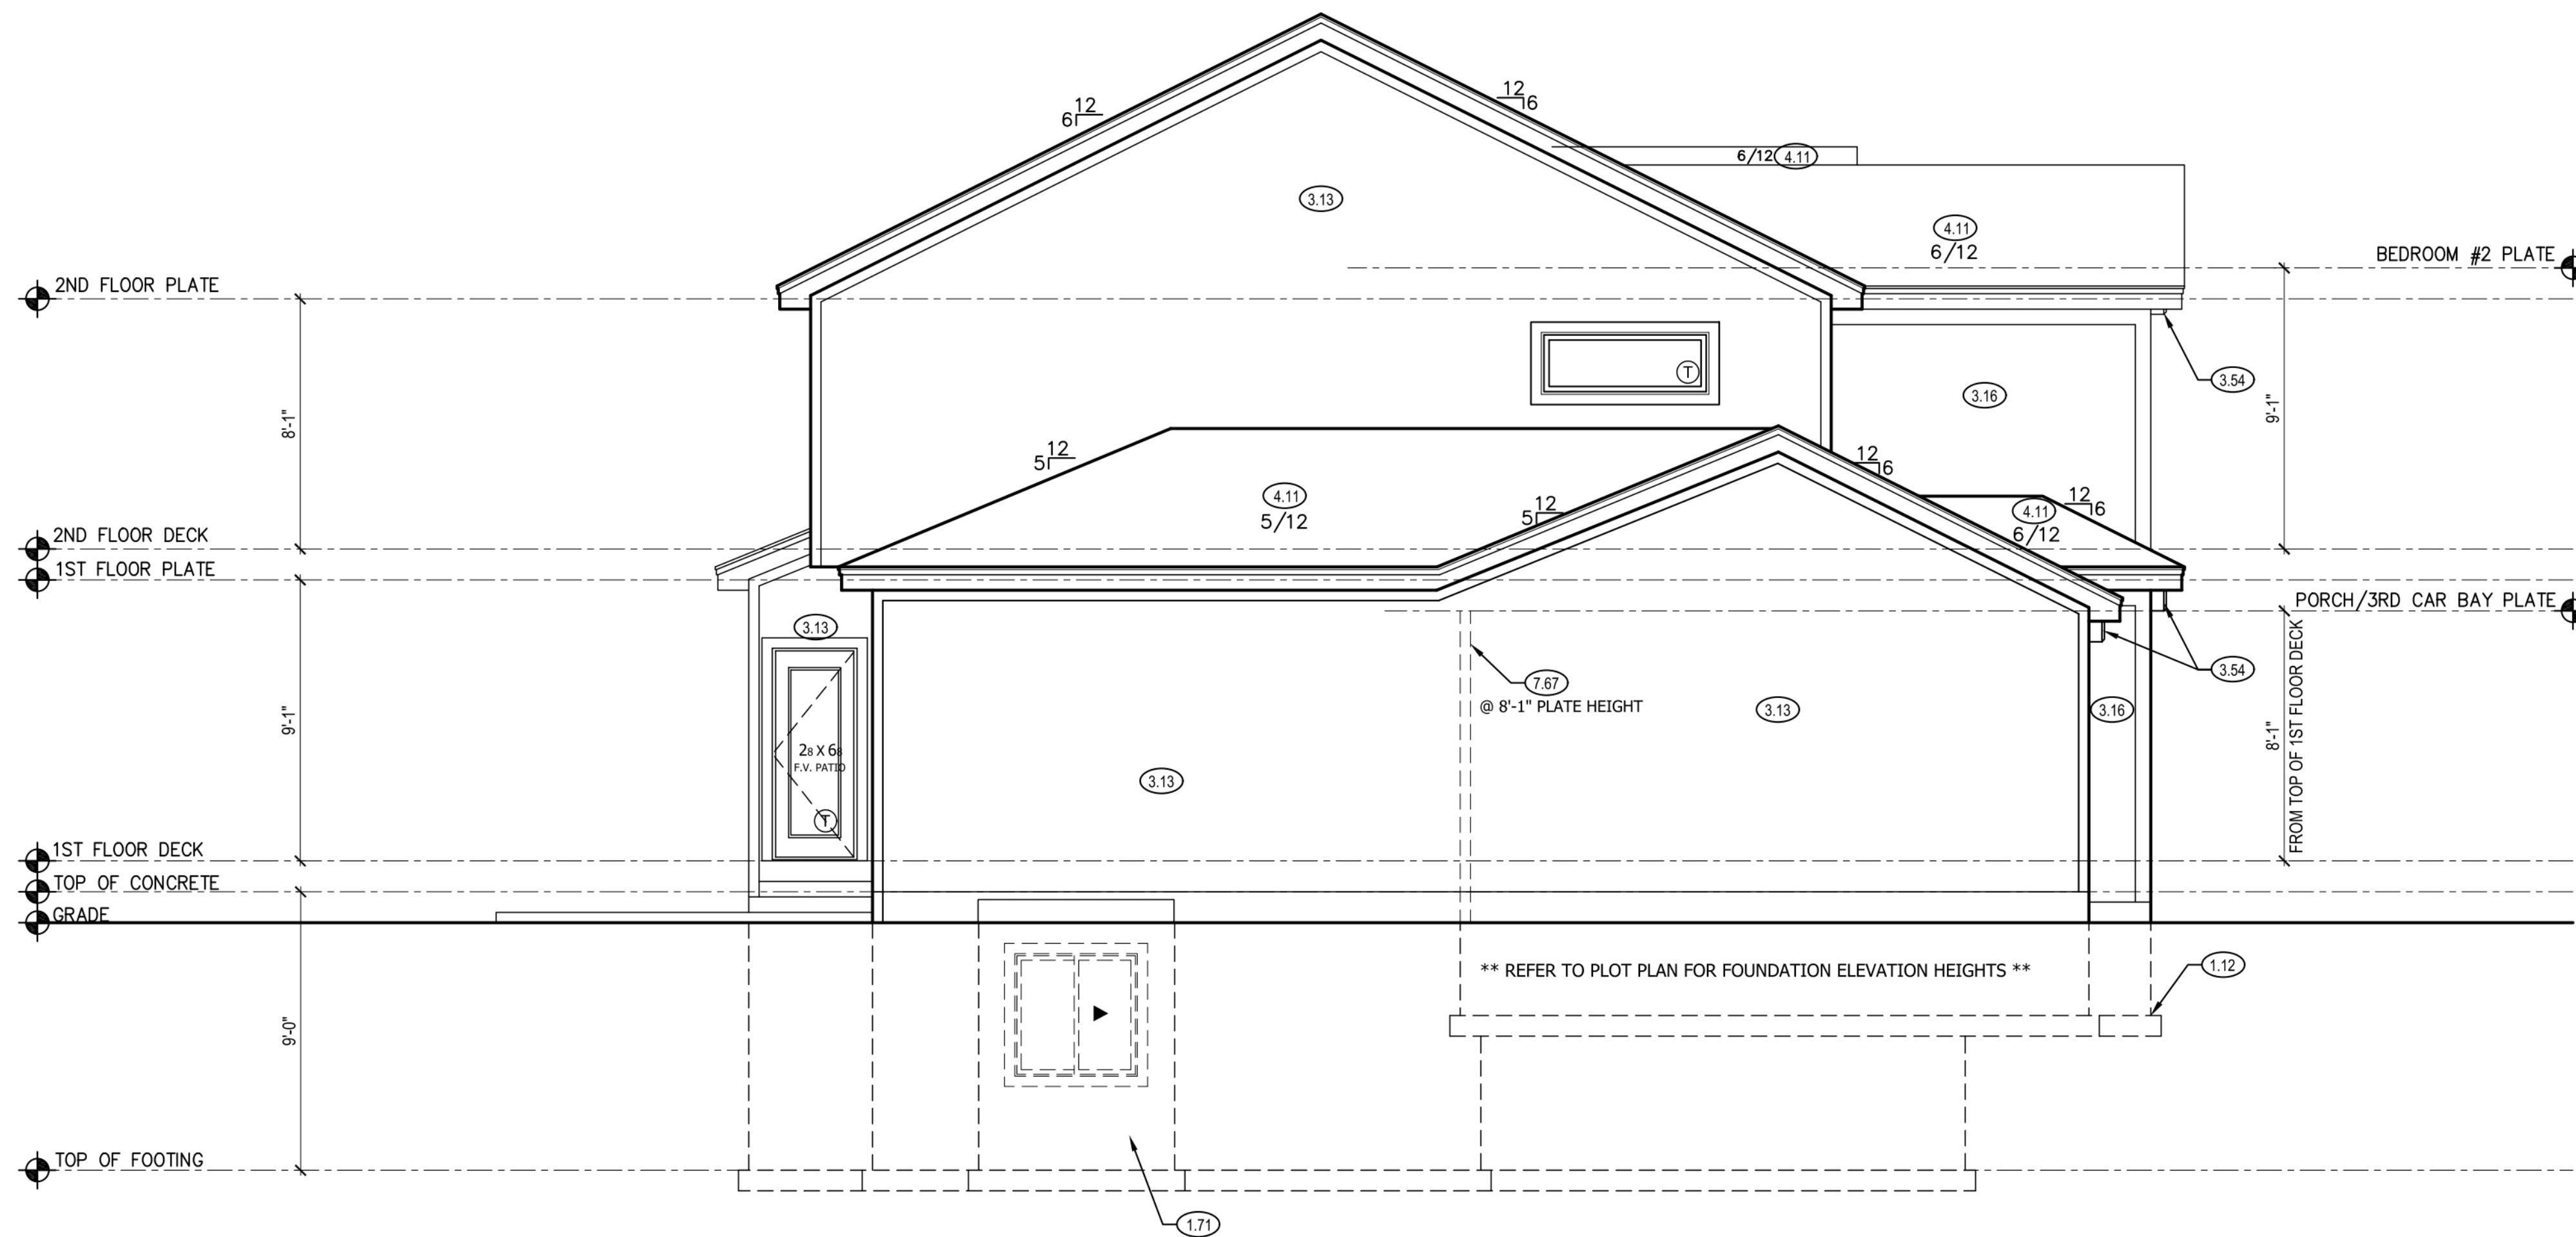 12
6
12
6
6/12 4.11
3.13
4.11
6/12
BEDROOM #2 PLATE
2ND FLOOR PLATE
T
3.54
3.16
8'-1"
9'-1"
12
5
12
6
4.11
5/12
12
5
12
6
4.11
6/12
2ND FLOOR DECK
1ST FLOOR PLATE
PORCH/3RD CAR BAY PLATE
3.13
3.54
7.67
@ 8'-1" PLATE HEIGHT
3.13
3.16
9'-1"
8'-1"
FROM TOP OF 1ST FLOOR DECK
28 X 68
F.V. PATIO
3.13
T
1ST FLOOR DECK
TOP OF CONCRETE
GRADE
** REFER TO PLOT PLAN FOR FOUNDATION ELEVATION HEIGHTS **
1.12
9'-0"
TOP OF FOOTING
1.71